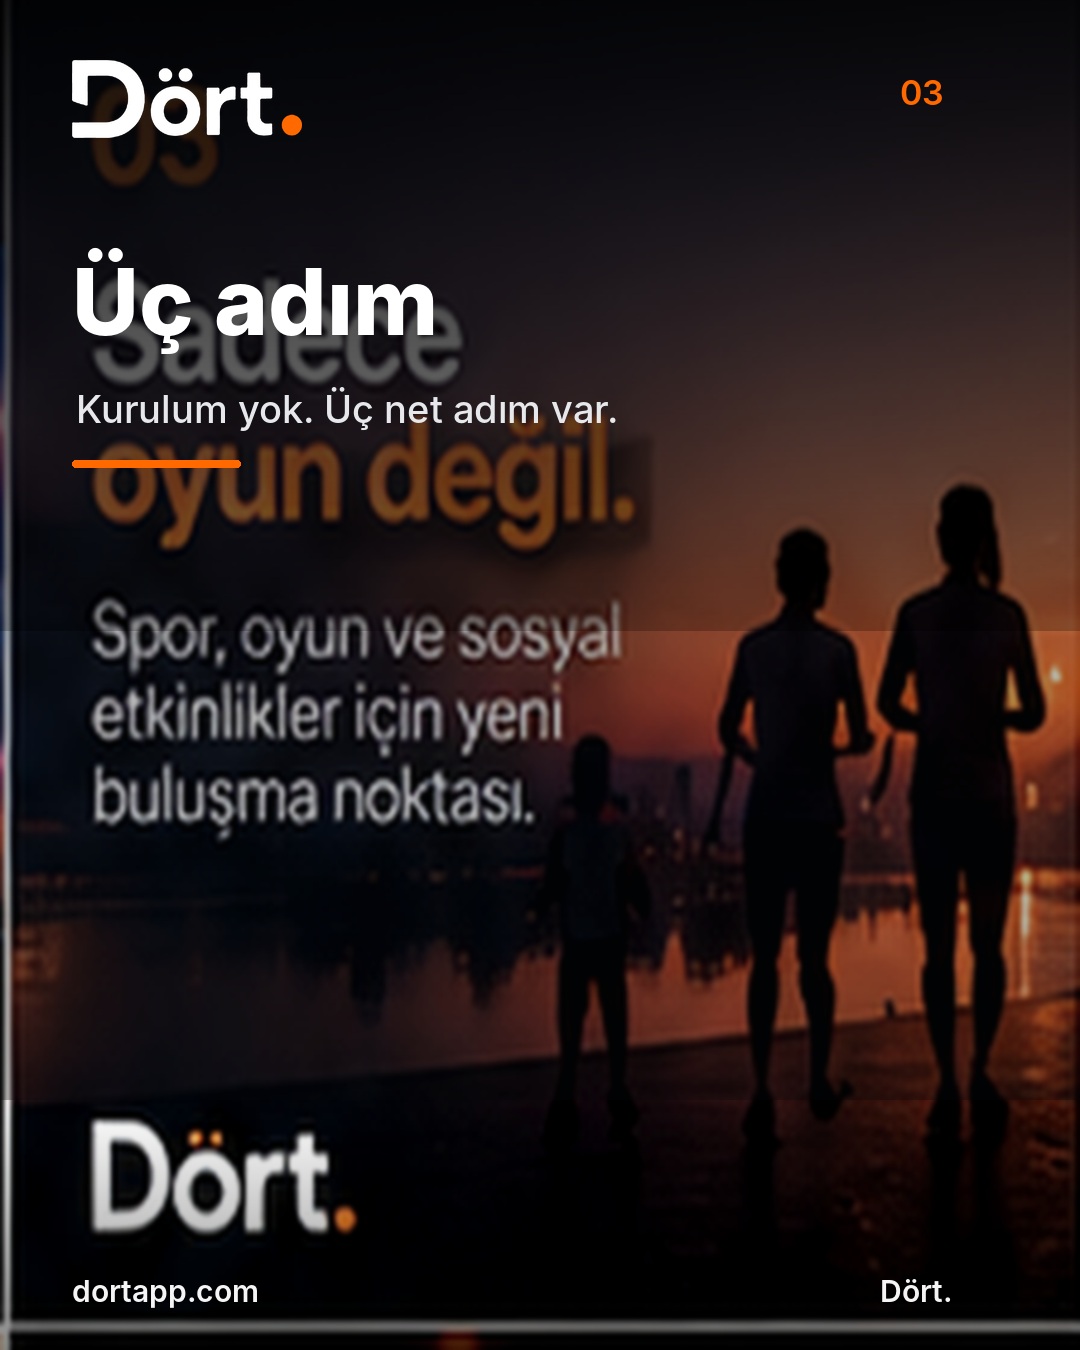 Dört.
03
03
Üç adım
Sadece
Kurulum yok. Üç net adım var.
oyun değil.
Spor, oyun ve sosyal
etkinlikler için yeni
buluşma noktası.
Dört.
dortapp.com
Dört.